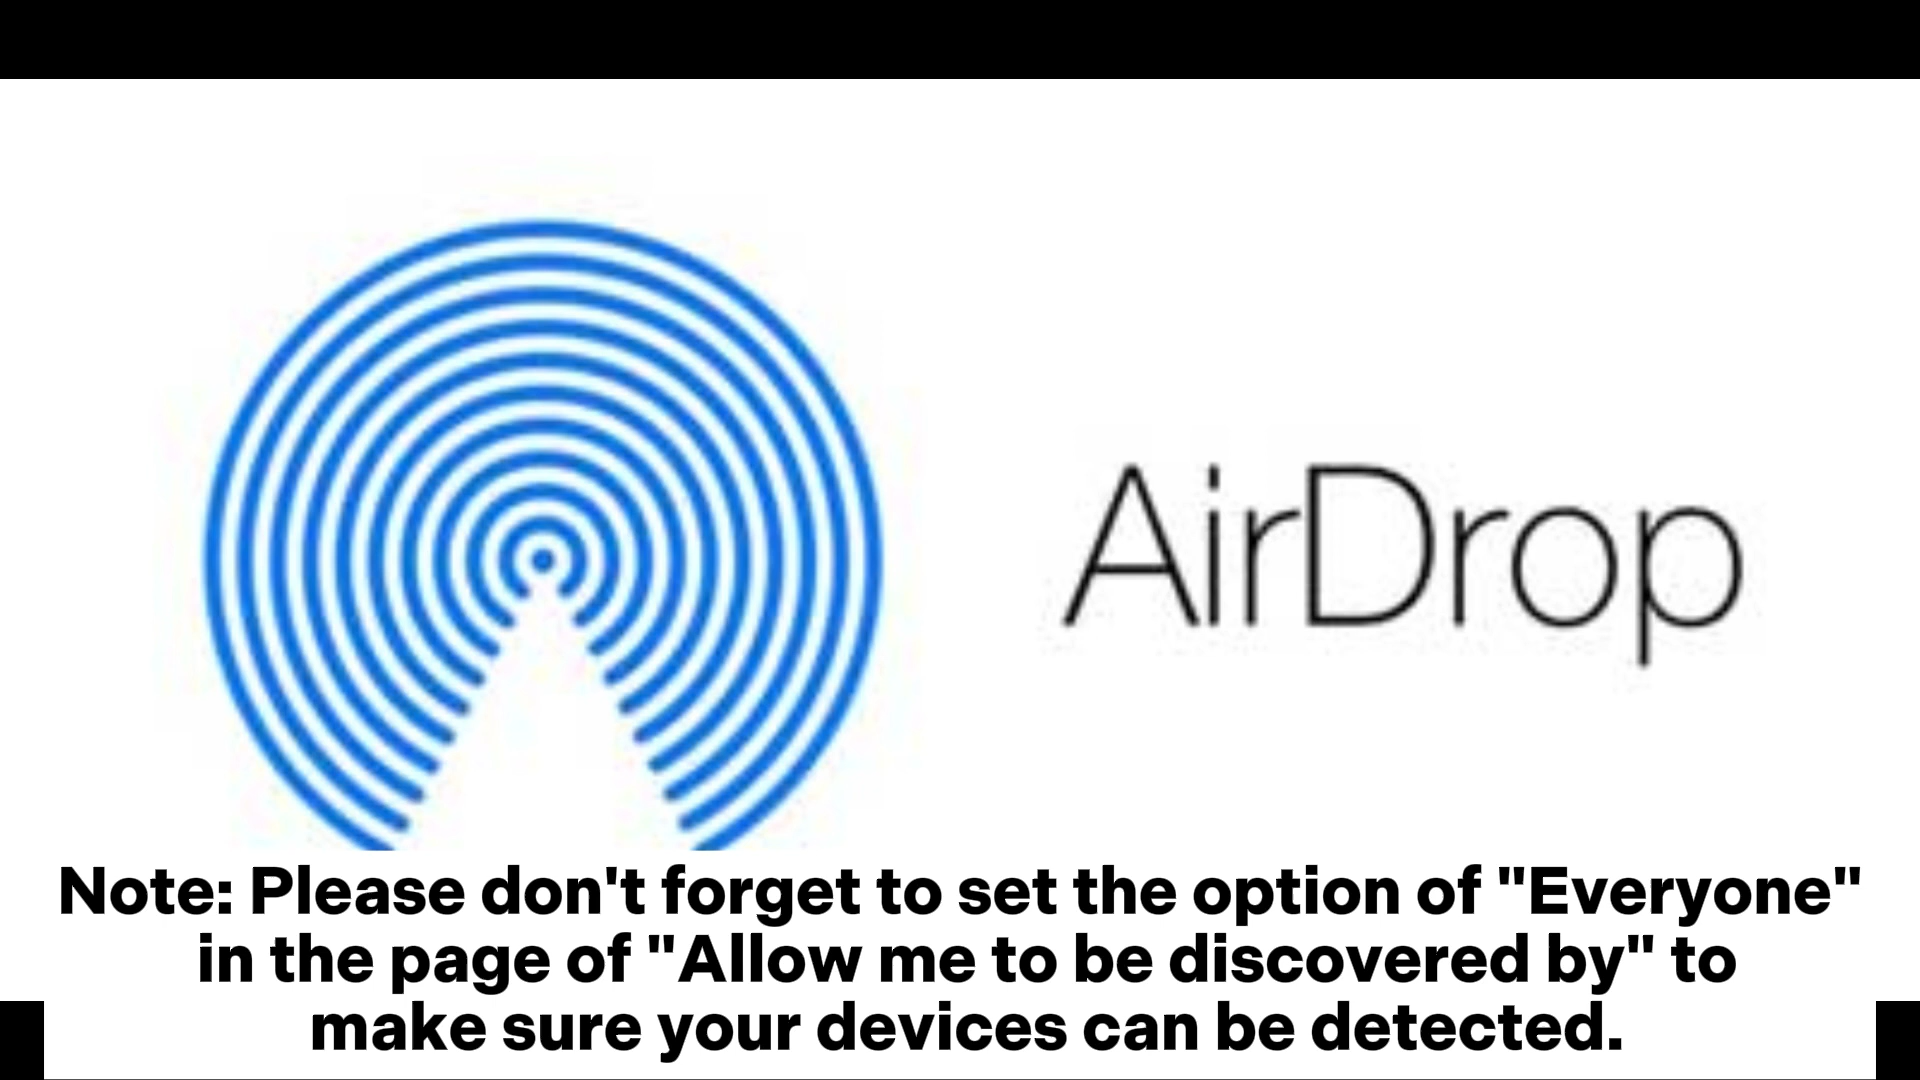 AirDrop
Note: Please don't forget to set the option of "Everyone"
in the page of "Allow me to be discovered by" to
make sure your devices can be detected.